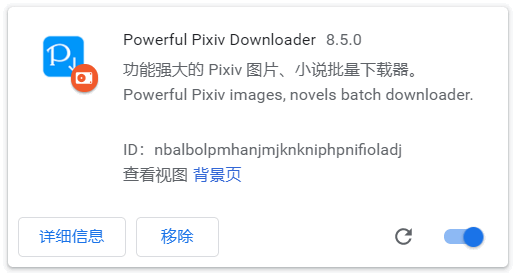 Powerful Pixiv Downloader 8.5.0
功能强大的 Pixiv 图片、小说批量下载器。
Powerful Pixiv images, novels batch downloader.
ID：nbalbolpmhanjmjknkniphpnifioladj
查看视图 背景页
详细信息 移除